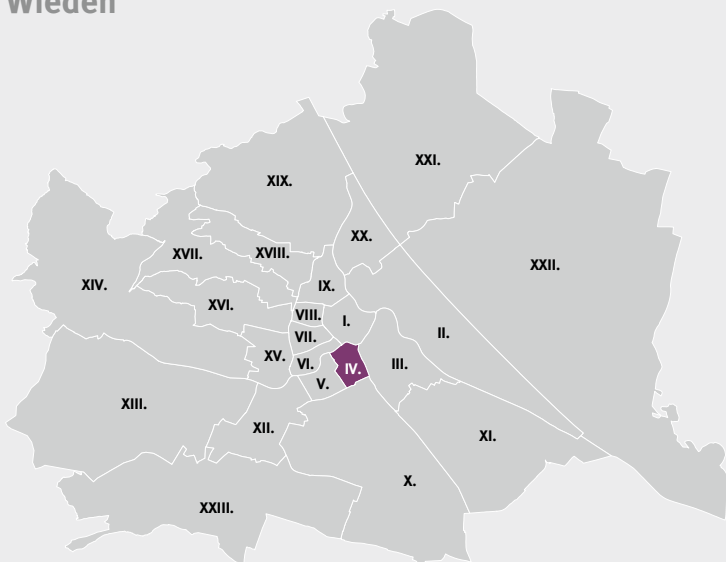 Wieden
XXI.
XIX.
XX.
XVII.
XVIII.
XXII.
XIV.
IX.
XVI.
VIII.
I.
II.
VII.
XV.
VI.
IV.
III.
V.
XIII.
XII.
XI.
X.
XXIII.